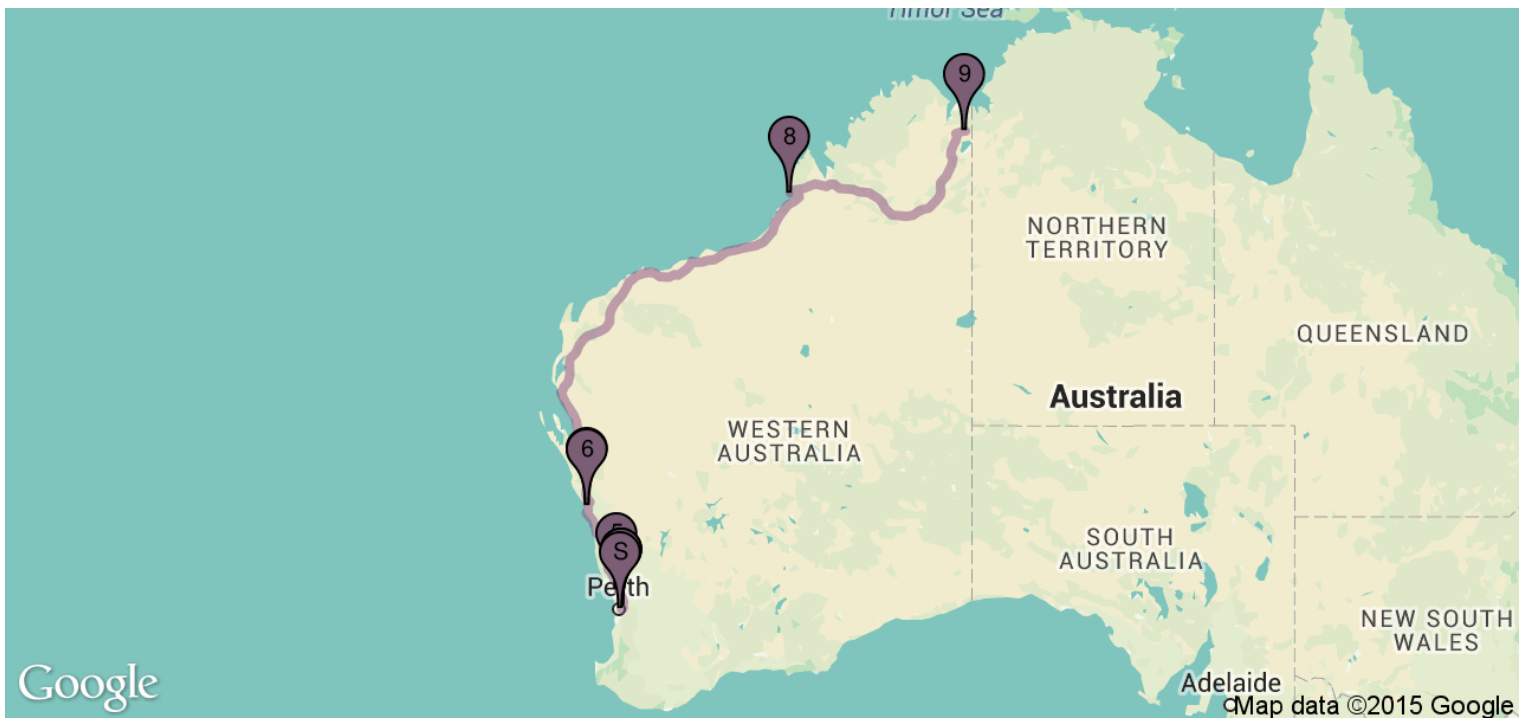 Timor Sea
9
8
NORTHERN
TERRITORY
QUEENSLAND
Australia
WESTERN
AUSTRALIA
6
5
S
Perth
SOUTH
AUSTRALIA
NEW SOUTH
WALES
Adelaide
Google
Map data ©2015 Google